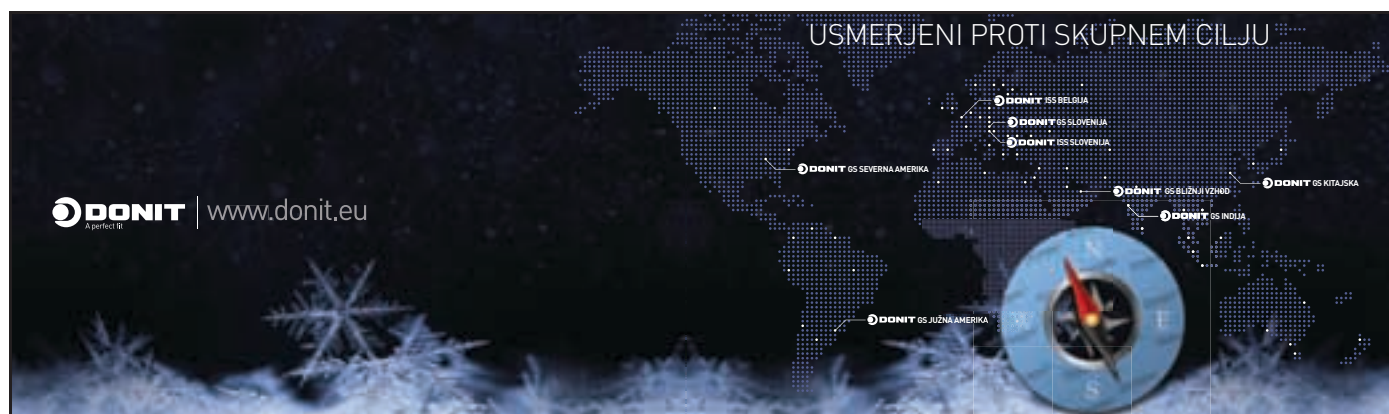 USMERJENI PROTI SKUPNEM CILJU
DONIT ISS BELGIJA
DONIT GS SLOVENIJA
DONIT ISS SLOVENIJA
DONIT GS SEVERNA AMERIKA
DONIT GS KITAJSKA
DONIT GS BLIŽNJI VZHOD
DONIT GS INDIJA
DONIT www.donit.eu
A perfect fit
DONIT GS JUŽNA AMERIKA
N
W E
S